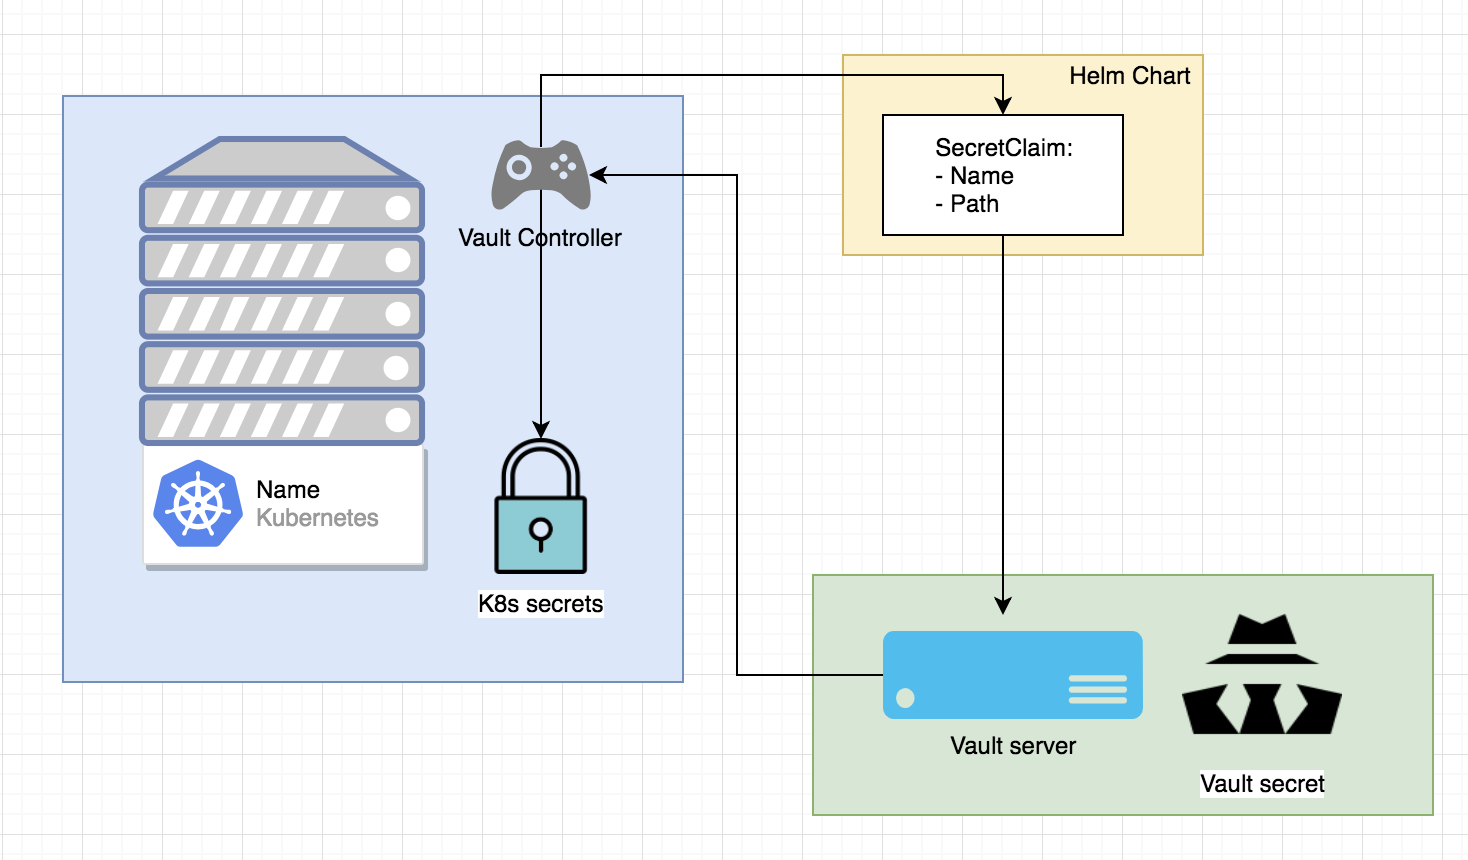 Helm Chart
SecretClaim:
- Name
- Path
Vault Controller
Name
Kubernetes
K8s secrets
Vault server
Vault secret